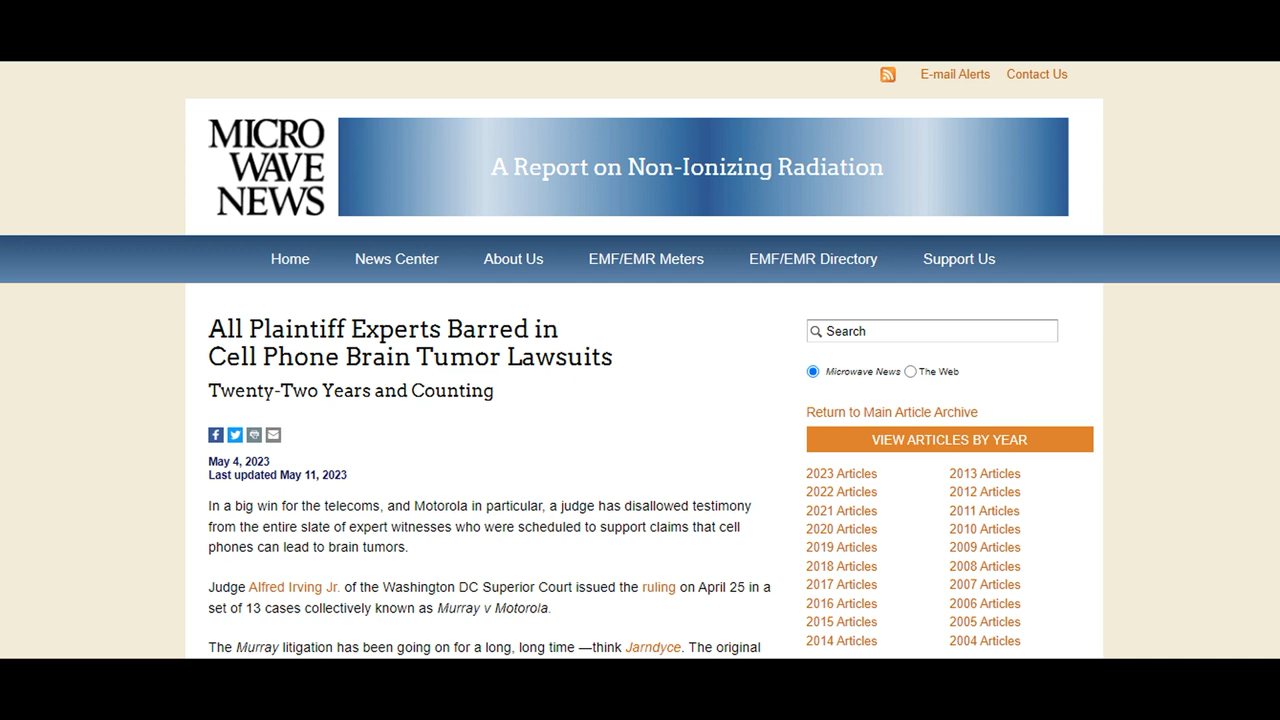 E-mail Alerts Contact Us
MICRO
WAVE
NEWS
A Report on Non-Ionizing Radiation
Home News Center About Us EMF/EMR Meters EMF/EMR Directory Support Us
All Plaintiff Experts Barred in
Cell Phone Brain Tumor Lawsuits
Twenty-Two Years and Counting
May 4, 2023
Last updated May 11, 2023
In a big win for the telecoms, and Motorola in particular, a judge has disallowed testimony
from the entire slate of expert witnesses who were scheduled to support claims that cell
phones can lead to brain tumors.
Judge Alfred Irving Jr. of the Washington DC Superior Court issued the ruling on April 25 in a
set of 13 cases collectively known as Murray v Motorola.
The Murray litigation has been going on for a long, long time —think Jarndyce. The original
Search
Microwave News The Web
Return to Main Article Archive
VIEW ARTICLES BY YEAR
2023 Articles 2013 Articles
2022 Articles 2012 Articles
2021 Articles 2011 Articles
2020 Articles 2010 Articles
2019 Articles 2009 Articles
2018 Articles 2008 Articles
2017 Articles 2007 Articles
2016 Articles 2006 Articles
2015 Articles 2005 Articles
2014 Articles 2004 Articles